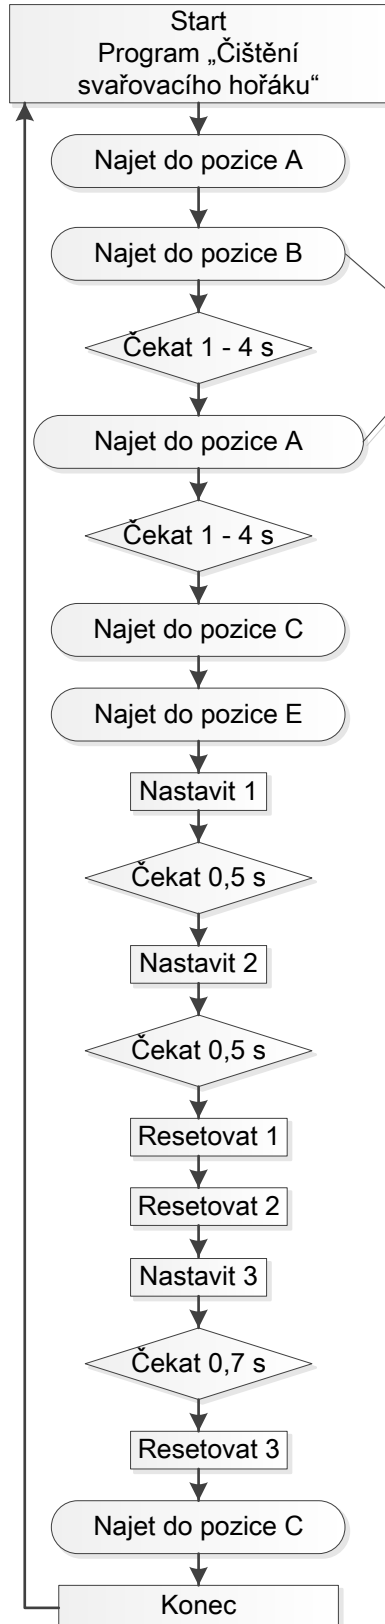 Start
Program „Čištění
svařovacího hořáku“
Najet do pozice A
Najet do pozice B
Čekat 1 - 4 s
Najet do pozice A
Čekat 1 - 4 s
Najet do pozice C
Najet do pozice E
Nastavit 1
Čekat 0,5 s
Nastavit 2
Čekat 0,5 s
Resetovat 1
Resetovat 2
Nastavit 3
Čekat 0,7 s
Resetovat 3
Najet do pozice C
Konec